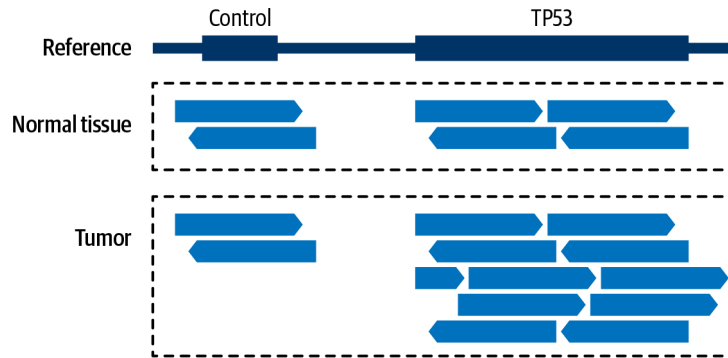 Control
TP53
Reference
Normal tissue
Tumor